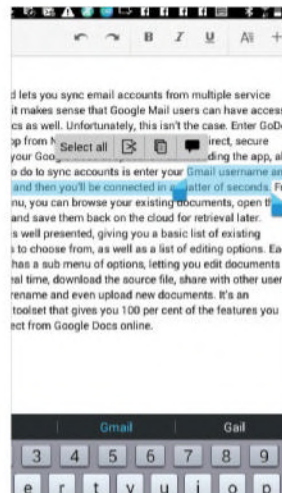 B I U A
d lets you sync email accounts from multiple service
it makes sense that Google Mail users can have access
cs as well. Unfortunately, this isn't the case. Enter GoD
op from N Select all irect, secure
your Goog ding the app, al
o do to sync accounts is enter your Gmail username an
and then you'll be connected in a matter of seconds. Fr
nu, you can browse your existing documents, open th
and save them back on the cloud for retrieval later.
s well presented, giving you a basic list of existing
s to choose from, as well as a list of editing options. Ea
has a sub menu of options, letting you edit documents
eal time, download the source file, share with other user
rename and even upload new documents. It's an
toolset that gives you 100 per cent of the features you
ect from Google Docs online.
Gmail Gail
3 4 5 6 7 8 9
e r t y u i o p